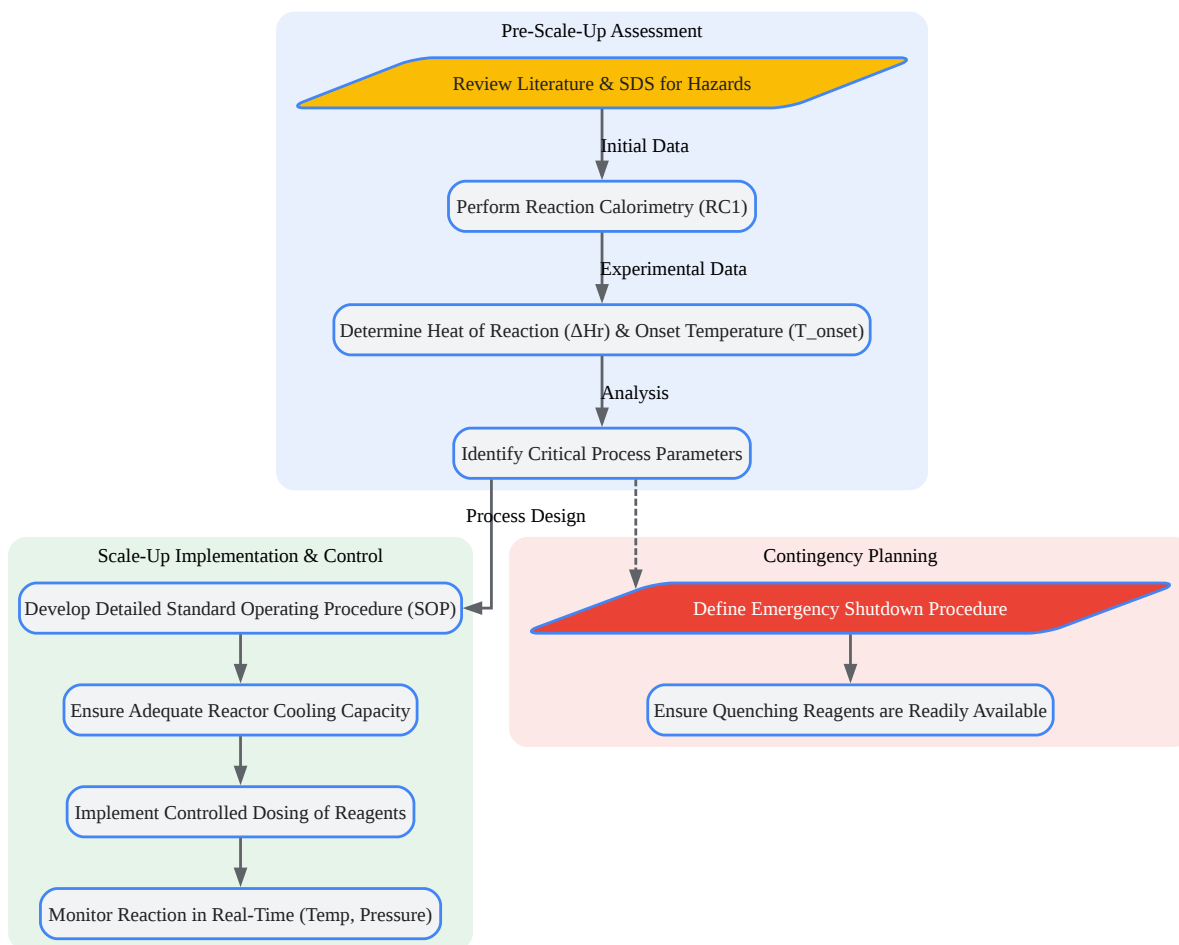 Pre-Scale-Up Assessment
Review Literature & SDS for Hazards
Initial Data
Perform Reaction Calorimetry (RC1)
Experimental Data
Determine Heat of Reaction (ΔHr) & Onset Temperature (T_onset)
Analysis
Identify Critical Process Parameters
Process Design
Scale-Up Implementation & Control
Develop Detailed Standard Operating Procedure (SOP)
Ensure Adequate Reactor Cooling Capacity
Implement Controlled Dosing of Reagents
Monitor Reaction in Real-Time (Temp, Pressure)
Contingency Planning
Define Emergency Shutdown Procedure
Ensure Quenching Reagents are Readily Available